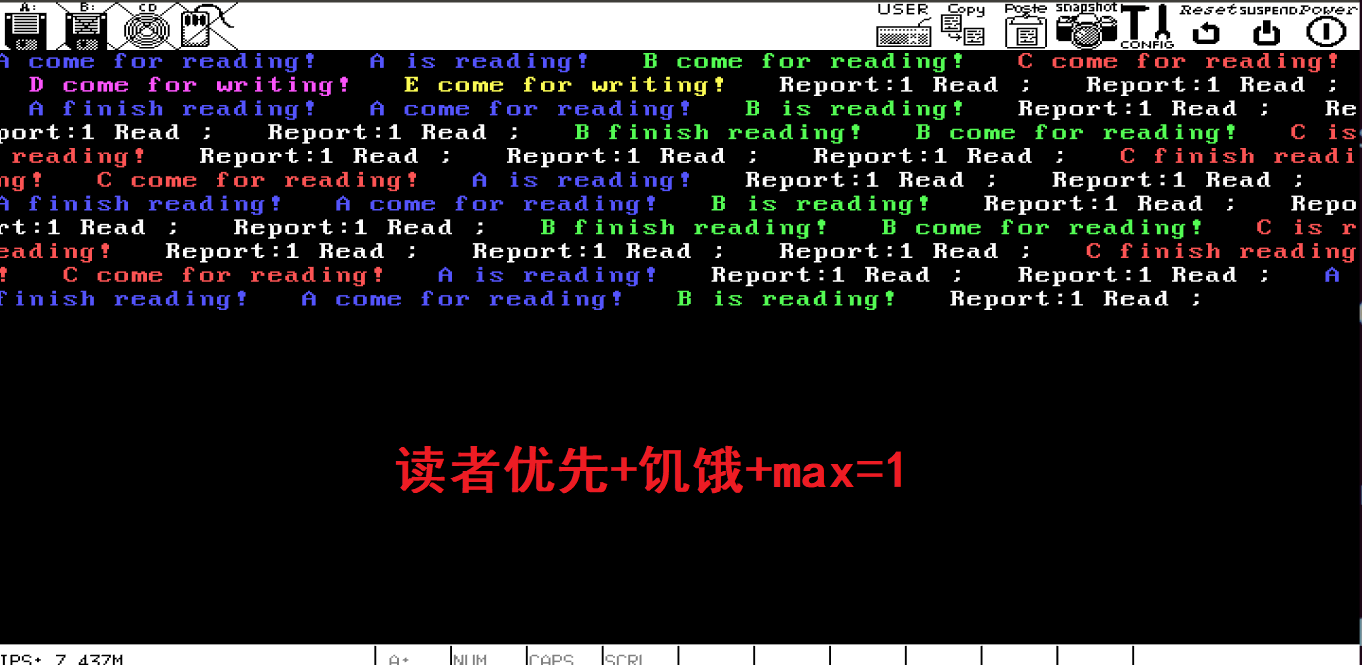 A: B: CD USER Copy Paste snapshot CONFIG Reset SUSPEND Power
A come for reading! A is reading! B come for reading! C come for reading!
D come for writing! E come for writing! Report:1 Read ; Report:1 Read ;
A finish reading! A come for reading! B is reading! Report:1 Read ; Re
port:1 Read ; Report:1 Read ; B finish reading! B come for reading! C is
reading! Report:1 Read ; Report:1 Read ; Report:1 Read ; C finish readi
ng! C come for reading! A is reading! Report:1 Read ; Report:1 Read ;
A finish reading! A come for reading! B is reading! Report:1 Read ; Repo
rt:1 Read ; Report:1 Read ; B finish reading! B come for reading! C is r
eading! Report:1 Read ; Report:1 Read ; Report:1 Read ; C finish reading
! C come for reading! A is reading! Report:1 Read ; Report:1 Read ; A
finish reading! A come for reading! B is reading! Report:1 Read ;
读者优先+饥饿+max=1
IPS: 7.437M A: NUM CAPS SCRL